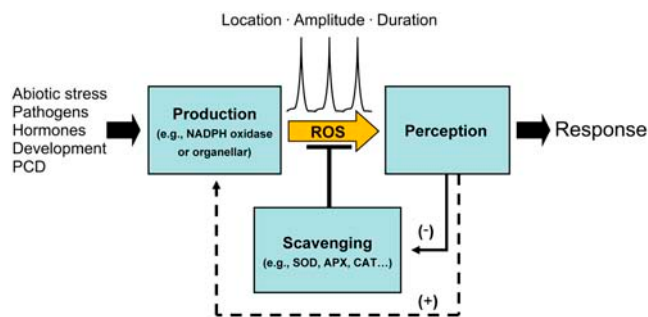 Location · Amplitude · Duration
Abiotic stress
Pathogens
Hormones
Development
PCD
Production
(e.g., NADPH oxidase
or organellar)
ROS
Perception
Response
Scavenging
(e.g., SOD, APX, CAT...)
(-)
(+)